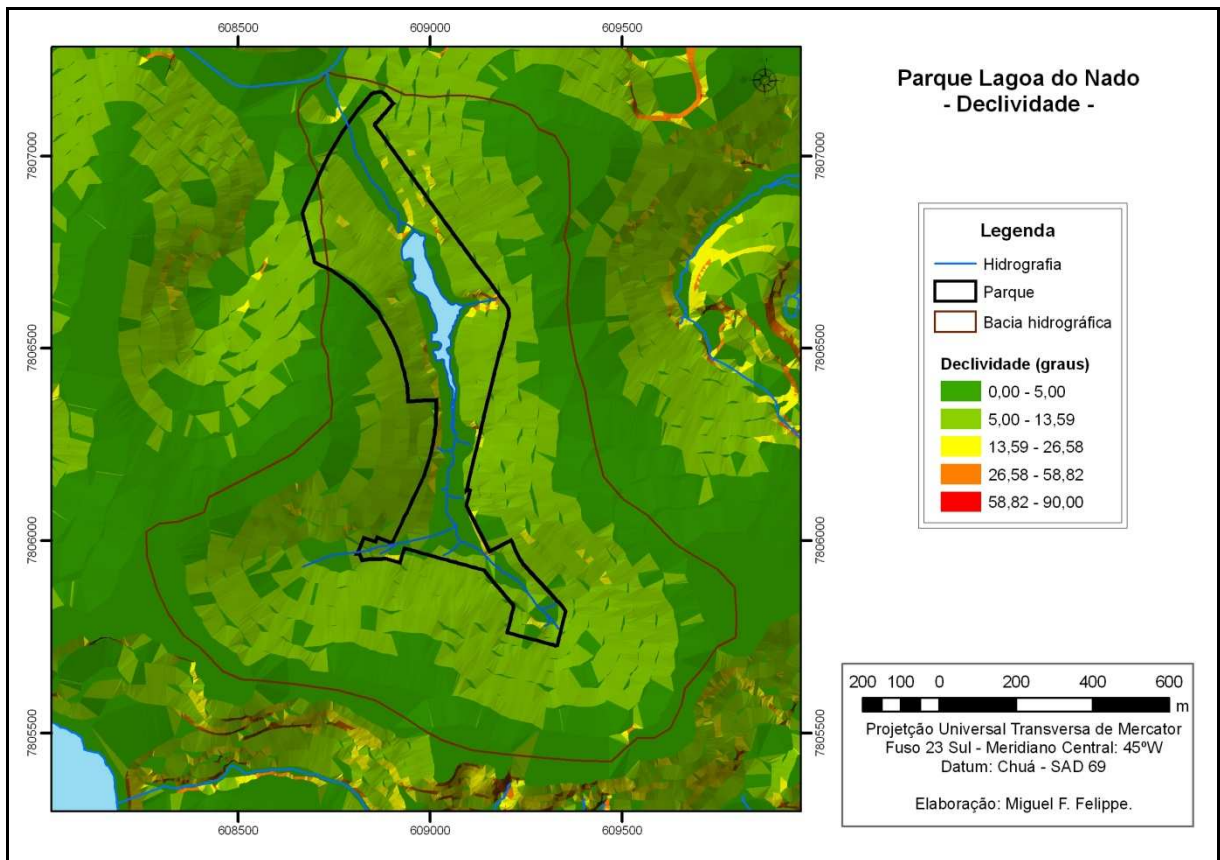 608500 609000 609500
7807000 7807000
7806500 7806500
7806000 7806000
7805500 7805500
608500 609000 609500
Parque Lagoa do Nado
- Declividade -
Legenda
Hidrografia
Parque
Bacia hidrográfica
Declividade (graus)
0,00 - 5,00
5,00 - 13,59
13,59 - 26,58
26,58 - 58,82
58,82 - 90,00
200 100 0 200 400 600
m
Projetção Universal Transversa de Mercator
Fuso 23 Sul - Meridiano Central: 45ºW
Datum: Chuá - SAD 69
Elaboração: Miguel F. Felippe.